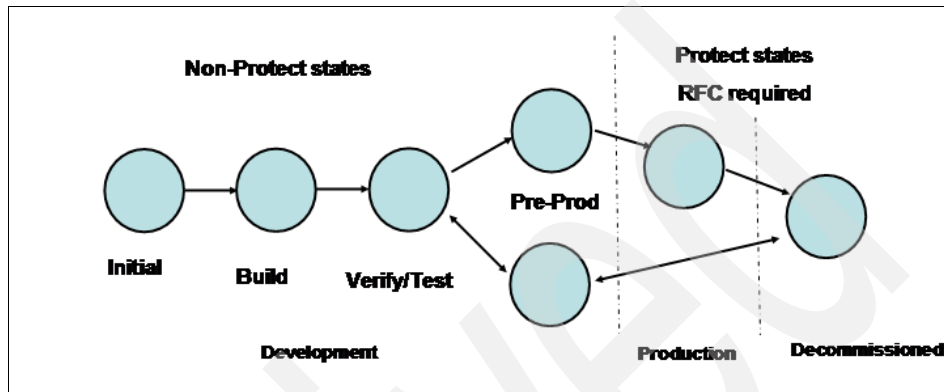 Non-Protect states
Protect states
RFC required
Pre-Prod
Initial
Build
Verify/Test
Development
Production
Decommissioned